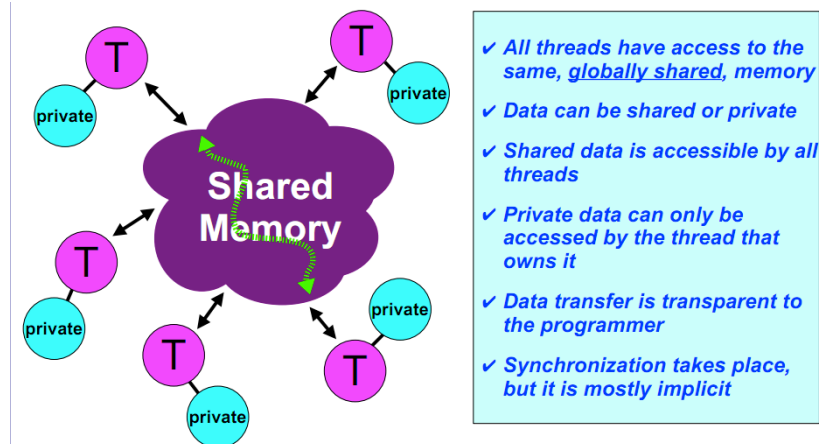 T
private
T
private
Shared
Memory
T
private
T
private
T
private
✔ All threads have access to the
same, globally shared, memory
✔ Data can be shared or private
✔ Shared data is accessible by all
threads
✔ Private data can only be
accessed by the thread that
owns it
✔ Data transfer is transparent to
the programmer
✔ Synchronization takes place,
but it is mostly implicit